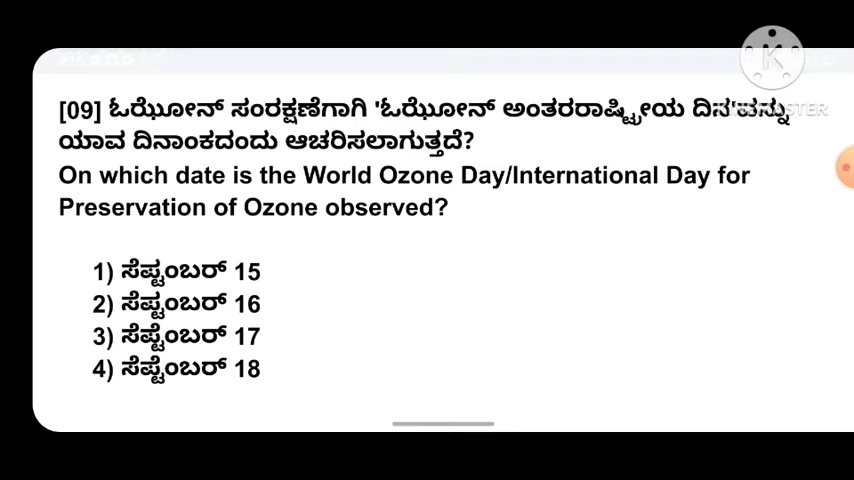 [09] ಓಝೋನ್ ಸಂರಕ್ಷಣೆಗಾಗಿ 'ಓಝೋನ್ ಅಂತರರಾಷ್ಟ್ರೀಯ ದಿನ'ವನ್ನು
ಯಾವ ದಿನಾಂಕದಂದು ಆಚರಿಸಲಾಗುತ್ತದೆ?
On which date is the World Ozone Day/International Day for
Preservation of Ozone observed?
1) ಸೆಪ್ಟಂಬರ್ 15
2) ಸೆಪ್ಟಂಬರ್ 16
3) ಸೆಪ್ಟೆಂಬರ್ 17
4) ಸೆಪ್ಟೆಂಬರ್ 18